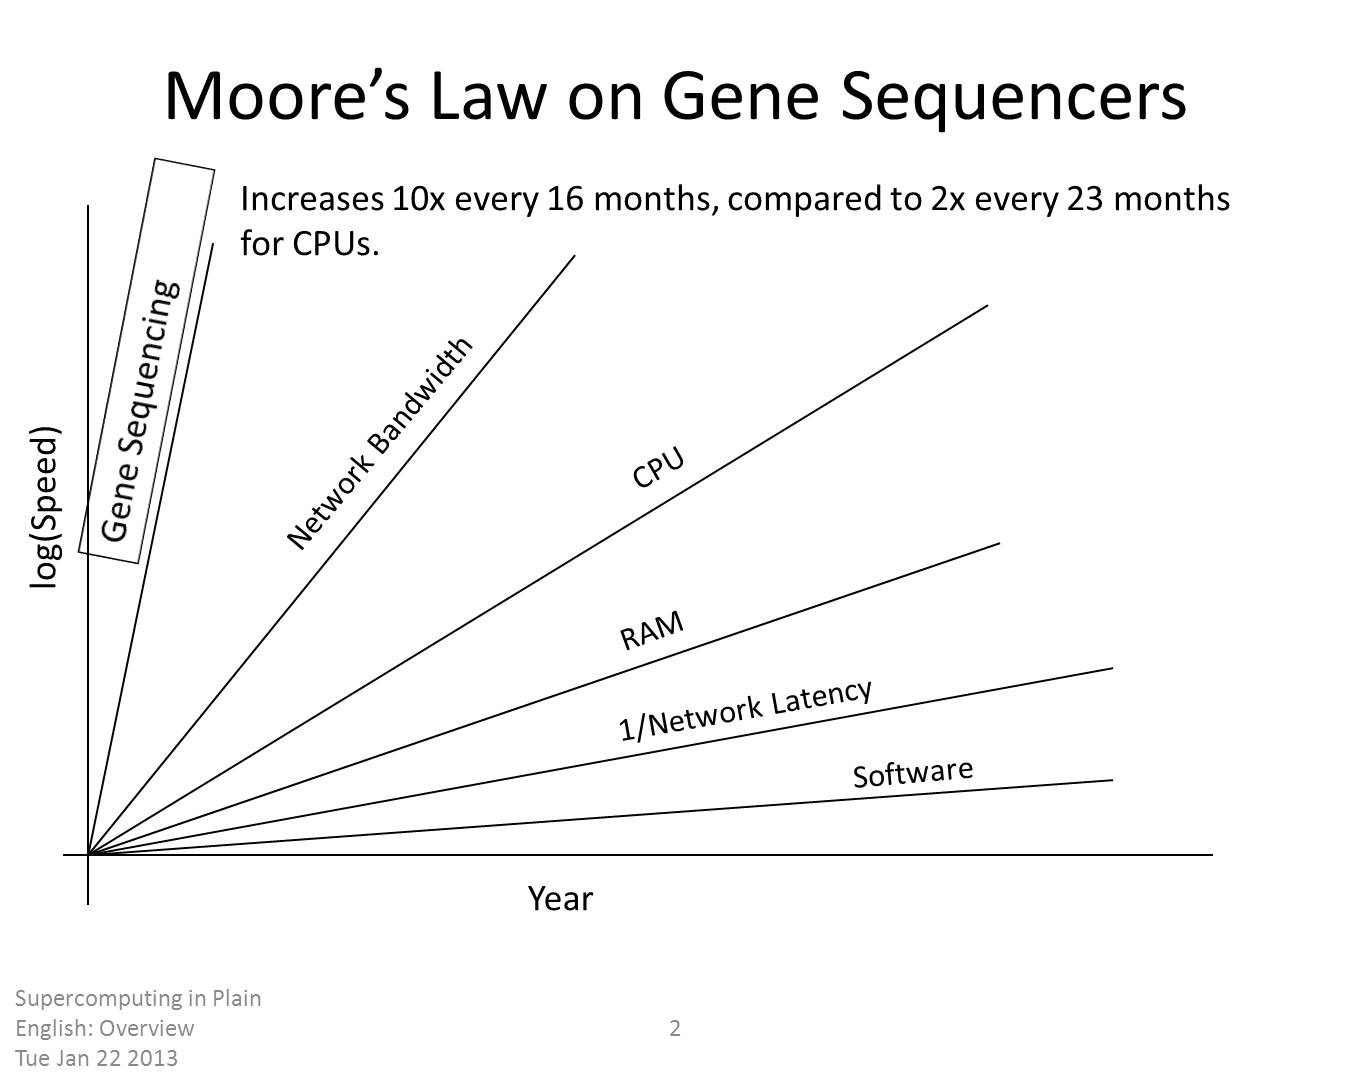 Moore’s Law on Gene Sequencers
Increases 10x every 16 months, compared to 2x every 23 months
for CPUs.
Gene Sequencing
Network Bandwidth
CPU
log(Speed)
RAM
1/Network Latency
Software
Year
Supercomputing in Plain
English: Overview
Tue Jan 22 2013
2